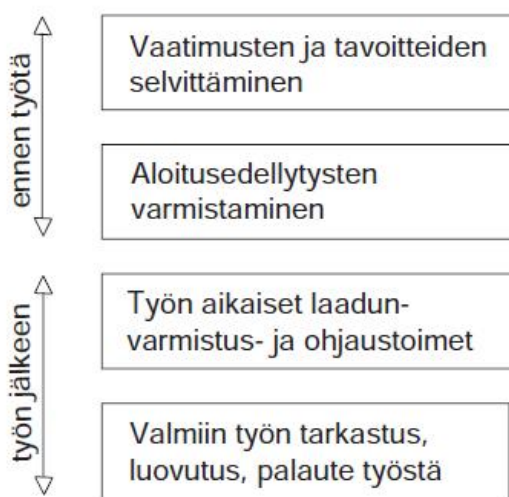 ennen työtä
Vaatimusten ja tavoitteiden
selvittäminen
Aloitusedellytysten
varmistaminen
työn jälkeen
Työn aikaiset laadun-
varmistus- ja ohjaustoimet
Valmiin työn tarkastus,
luovutus, palaute työstä